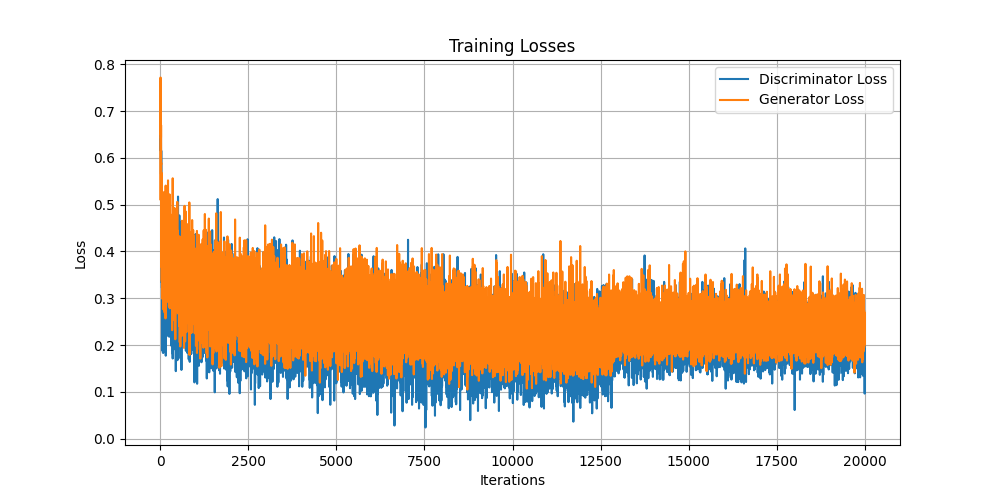 Training Losses
Discriminator Loss
Generator Loss
Loss
0.8
0.7
0.6
0.5
0.4
0.3
0.2
0.1
0.0
0 2500 5000 7500 10000 12500 15000 17500 20000
Iterations